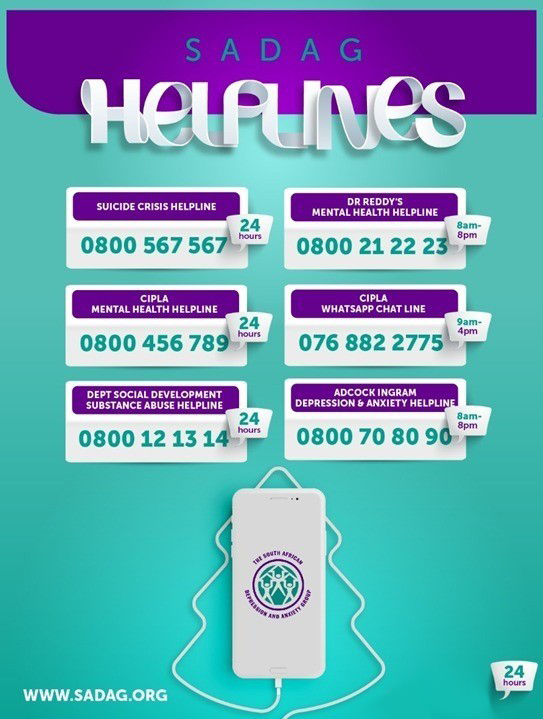 SADAG
HELPLINES
SUICIDE CRISIS HELPLINE
0800 567 567
24
hours
DR REDDY'S
MENTAL HEALTH HELPLINE
0800 21 22 23
8am-
8pm
CIPLA
MENTAL HEALTH HELPLINE
0800 456 789
24
hours
CIPLA
WHATSAPP CHAT LINE
076 882 2775
9am-
4pm
DEPT SOCIAL DEVELOPMENT
SUBSTANCE ABUSE HELPLINE
0800 12 13 14
24
hours
ADCOCK INGRAM
DEPRESSION & ANXIETY HELPLINE
0800 70 80 90
8am-
8pm
THE SOUTH AFRICAN
DEPRESSION AND ANXIETY GROUP
WWW.SADAG.ORG
24
hours